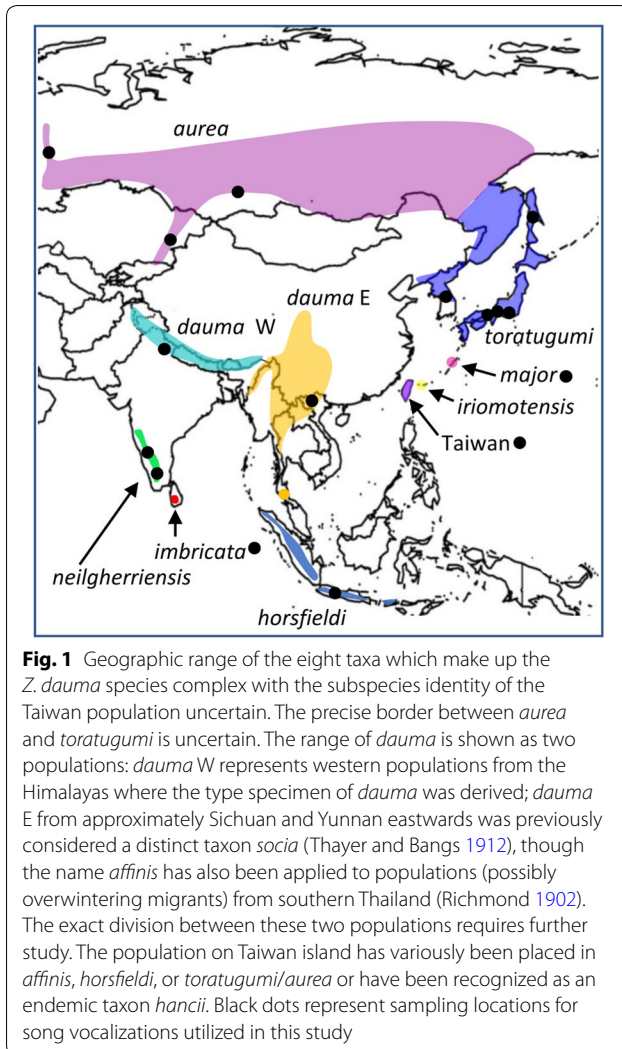 aurea
dauma E
dauma W
toratugumi
major
iriomotensis
Taiwan
imbricata
neilgherriensis
horsfieldi
Fig. 1 Geographic range of the eight taxa which make up the
Z. dauma species complex with the subspecies identity of the
Taiwan population uncertain. The precise border between aurea
and toratugumi is uncertain. The range of dauma is shown as two
populations: dauma W represents western populations from the
Himalayas where the type specimen of dauma was derived; dauma
E from approximately Sichuan and Yunnan eastwards was previously
considered a distinct taxon socia (Thayer and Bangs 1912), though
the name affinis has also been applied to populations (possibly
overwintering migrants) from southern Thailand (Richmond 1902).
The exact division between these two populations requires further
study. The population on Taiwan island has variously been placed in
affinis, horsfieldi, or toratugumi/aurea or have been recognized as an
endemic taxon hancii. Black dots represent sampling locations for
song vocalizations utilized in this study